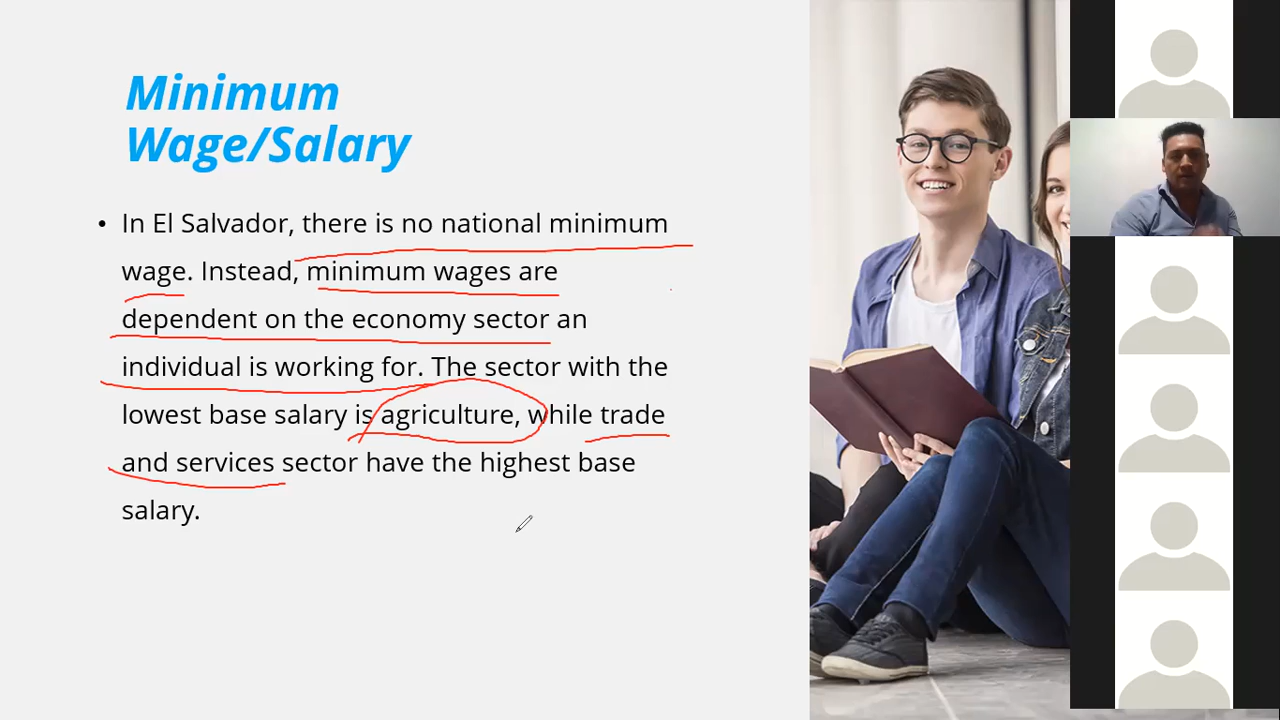 Minimum
Wage/Salary
• In El Salvador, there is no national minimum
wage. Instead, minimum wages are
dependent on the economy sector an
individual is working for. The sector with the
lowest base salary is agriculture, while trade
and services sector have the highest base
salary.